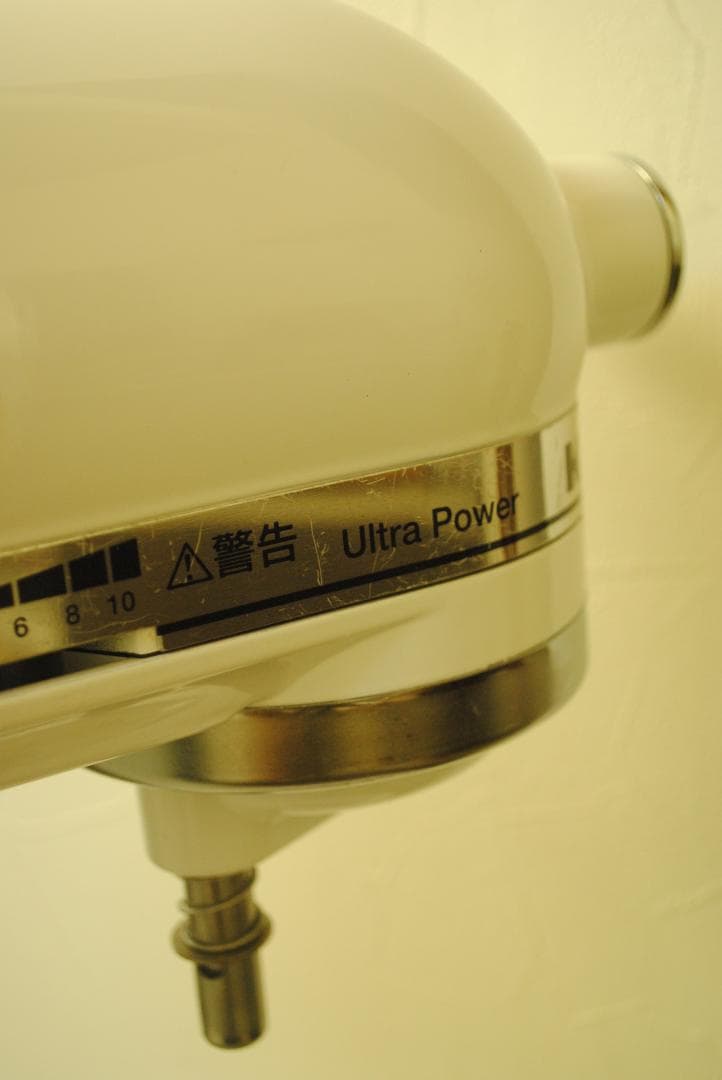 6 8 10 ⚠警告 Ultra Power